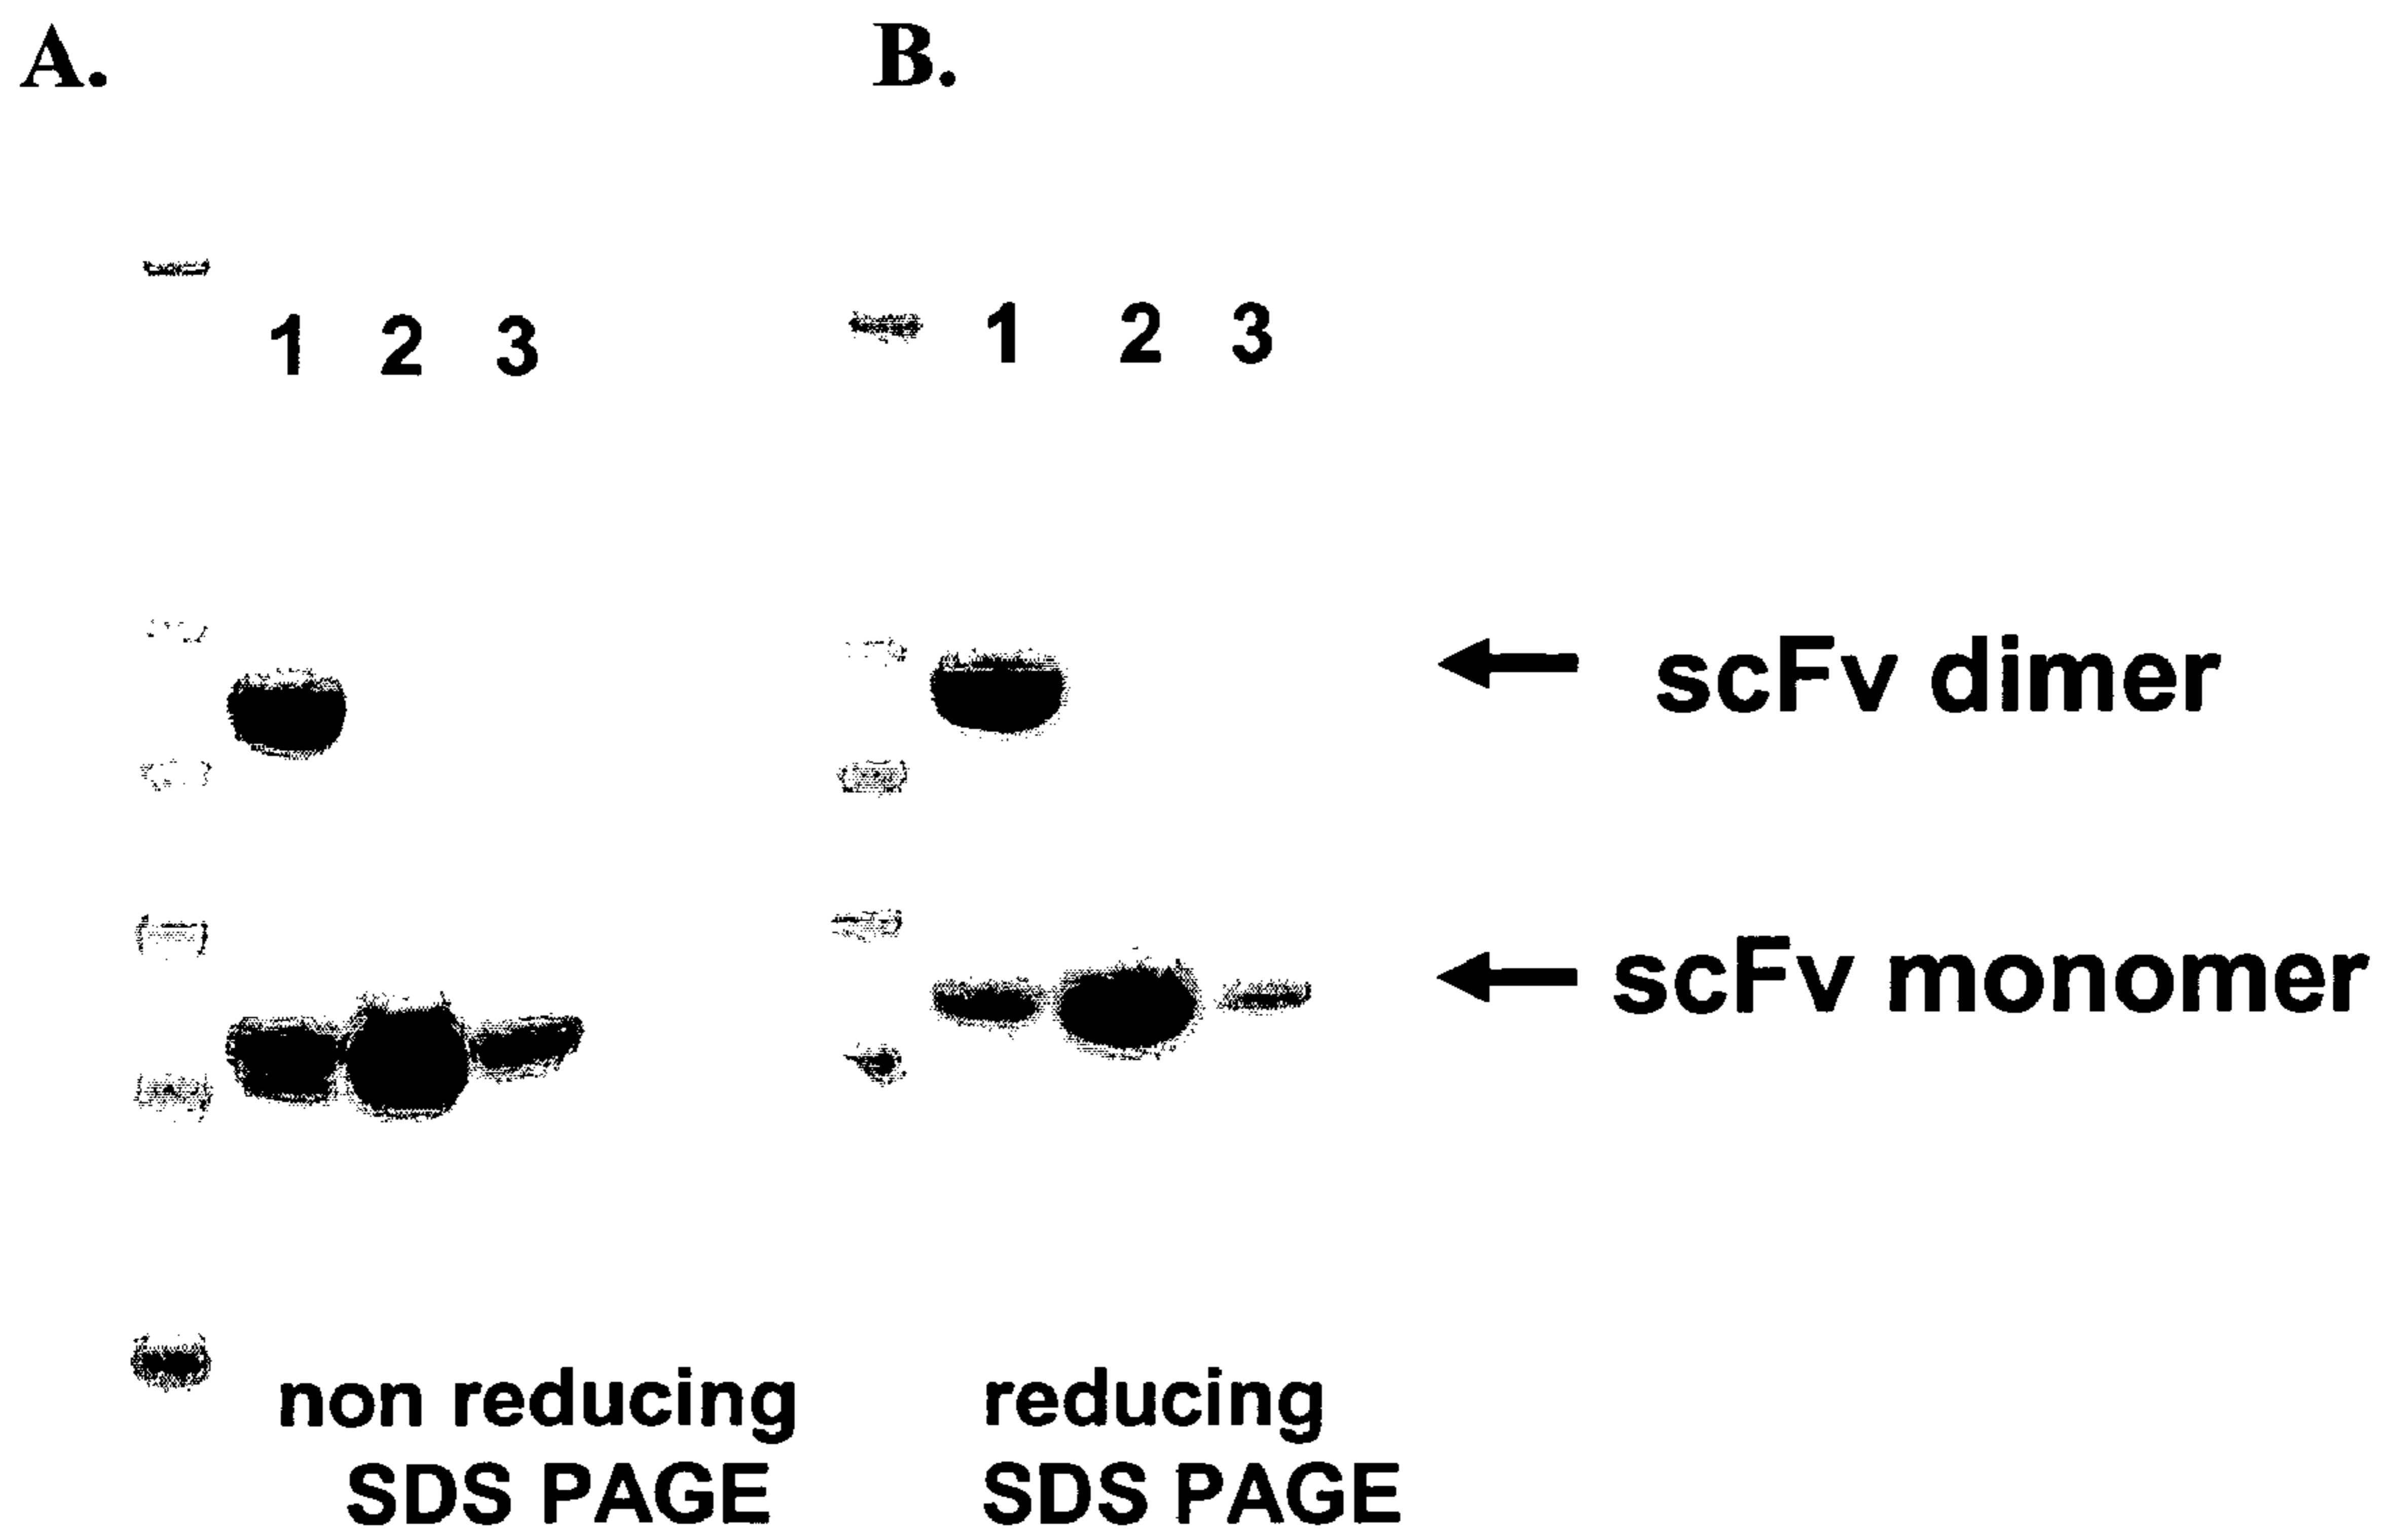 A.
B.
1 2 3
1 2 3
scFv dimer
scFv monomer
non reducing
SDS PAGE
reducing
SDS PAGE